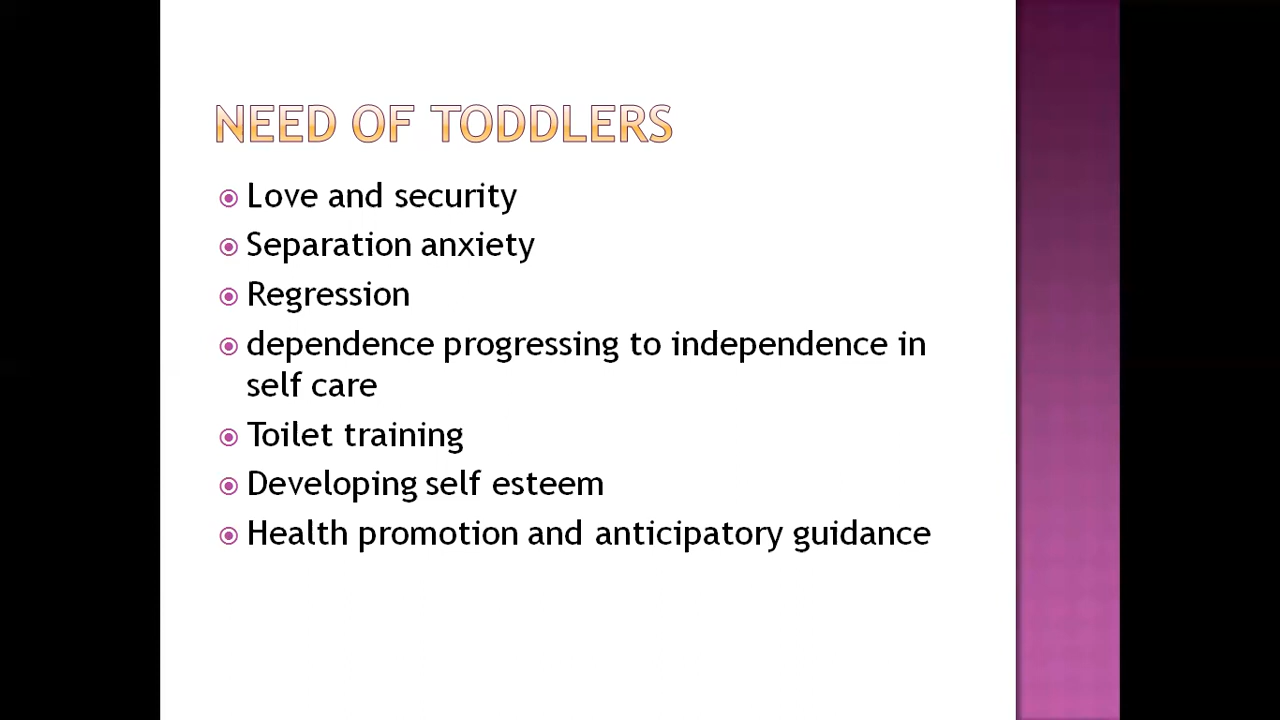 NEED OF TODDLERS
Love and security
Separation anxiety
Regression
dependence progressing to independence in
self care
Toilet training
Developing self esteem
Health promotion and anticipatory guidance